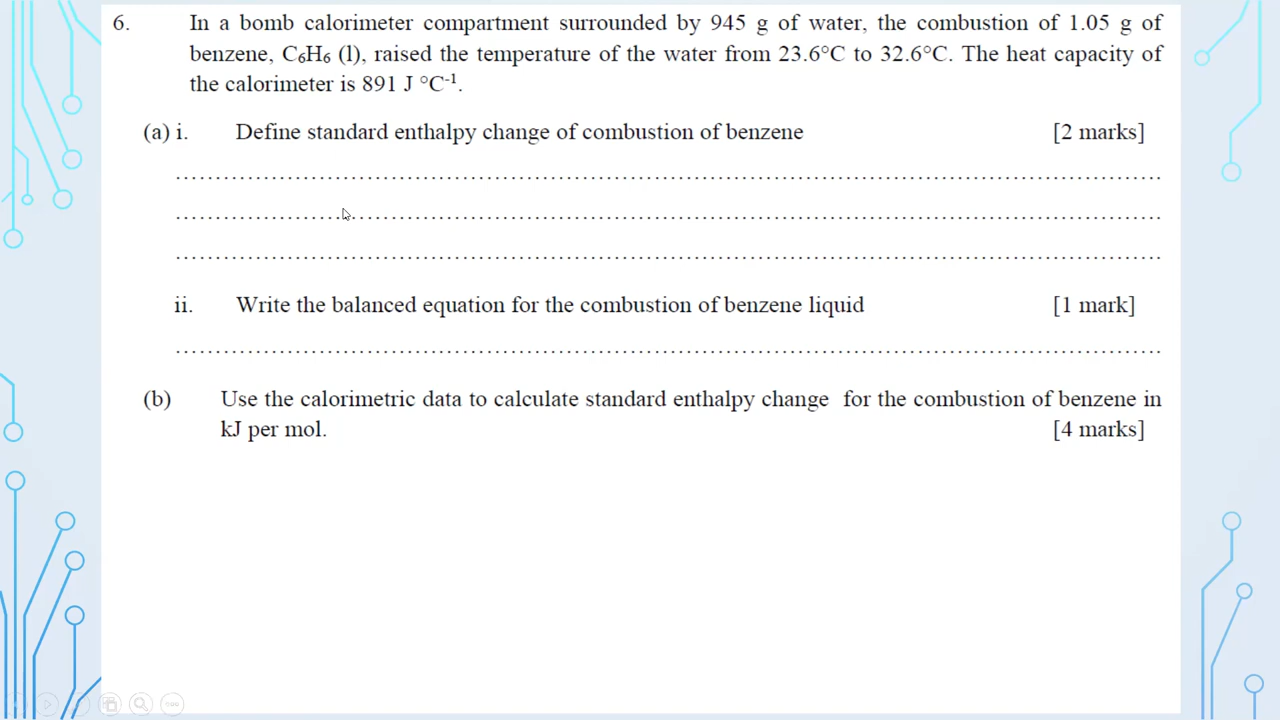 6. In a bomb calorimeter compartment surrounded by 945 g of water, the combustion of 1.05 g of
benzene, C₆H₆ (l), raised the temperature of the water from 23.6°C to 32.6°C. The heat capacity of
the calorimeter is 891 J °C⁻¹.
(a) i. Define standard enthalpy change of combustion of benzene [2 marks]
....................................................................................................
....................................................................................................
....................................................................................................
ii. Write the balanced equation for the combustion of benzene liquid [1 mark]
....................................................................................................
(b) Use the calorimetric data to calculate standard enthalpy change for the combustion of benzene in
kJ per mol. [4 marks]